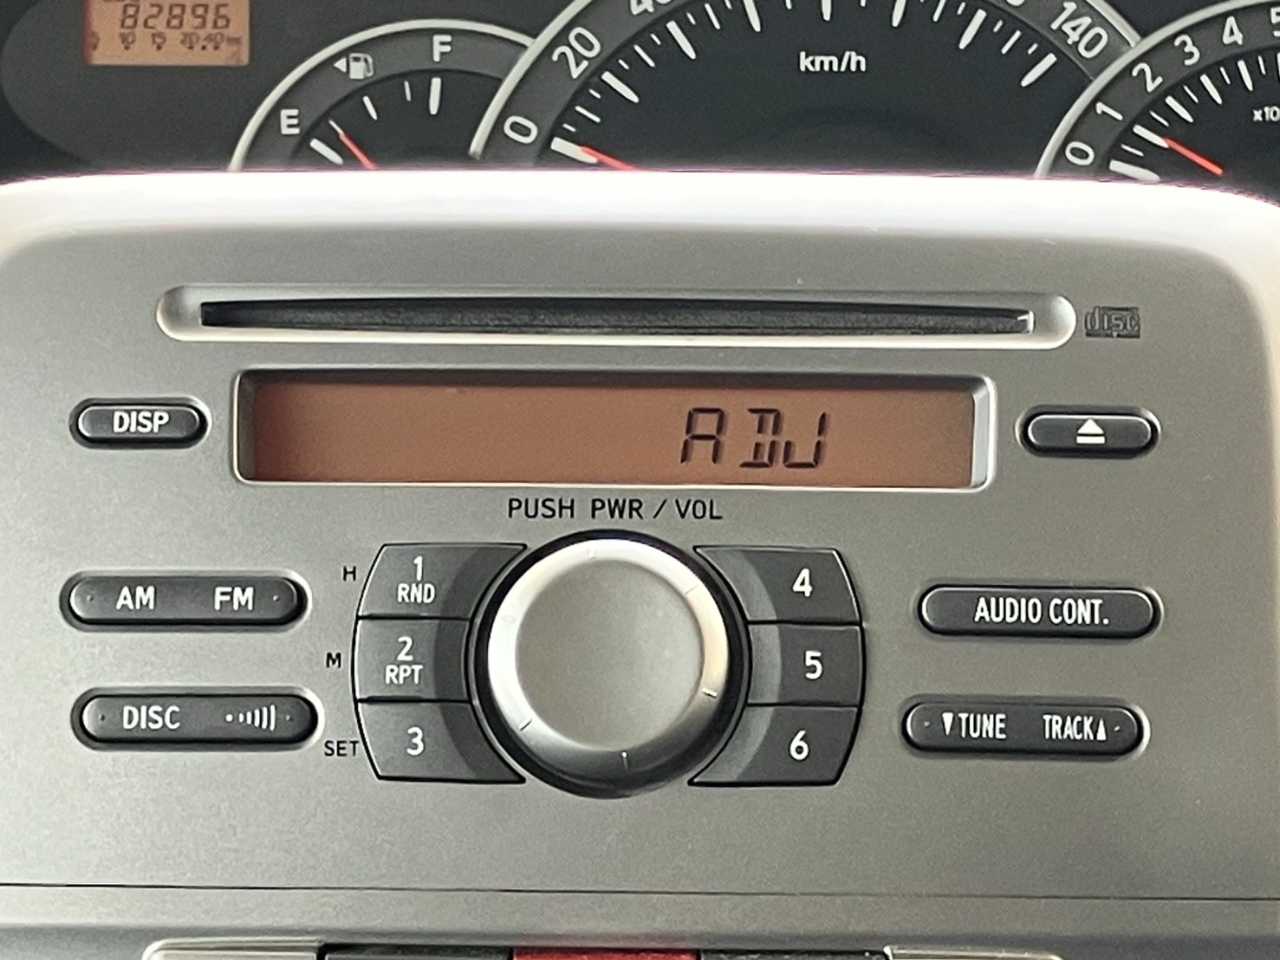 82896
F
E
0
20
140
km/h
0
1
2
3
4
disc
DISP
ADJ
PUSH PWR / VOL
H
1
RND
4
AM FM
AUDIO CONT.
M
2
RPT
5
DISC
▼TUNE TRACK▲
SET
3
6